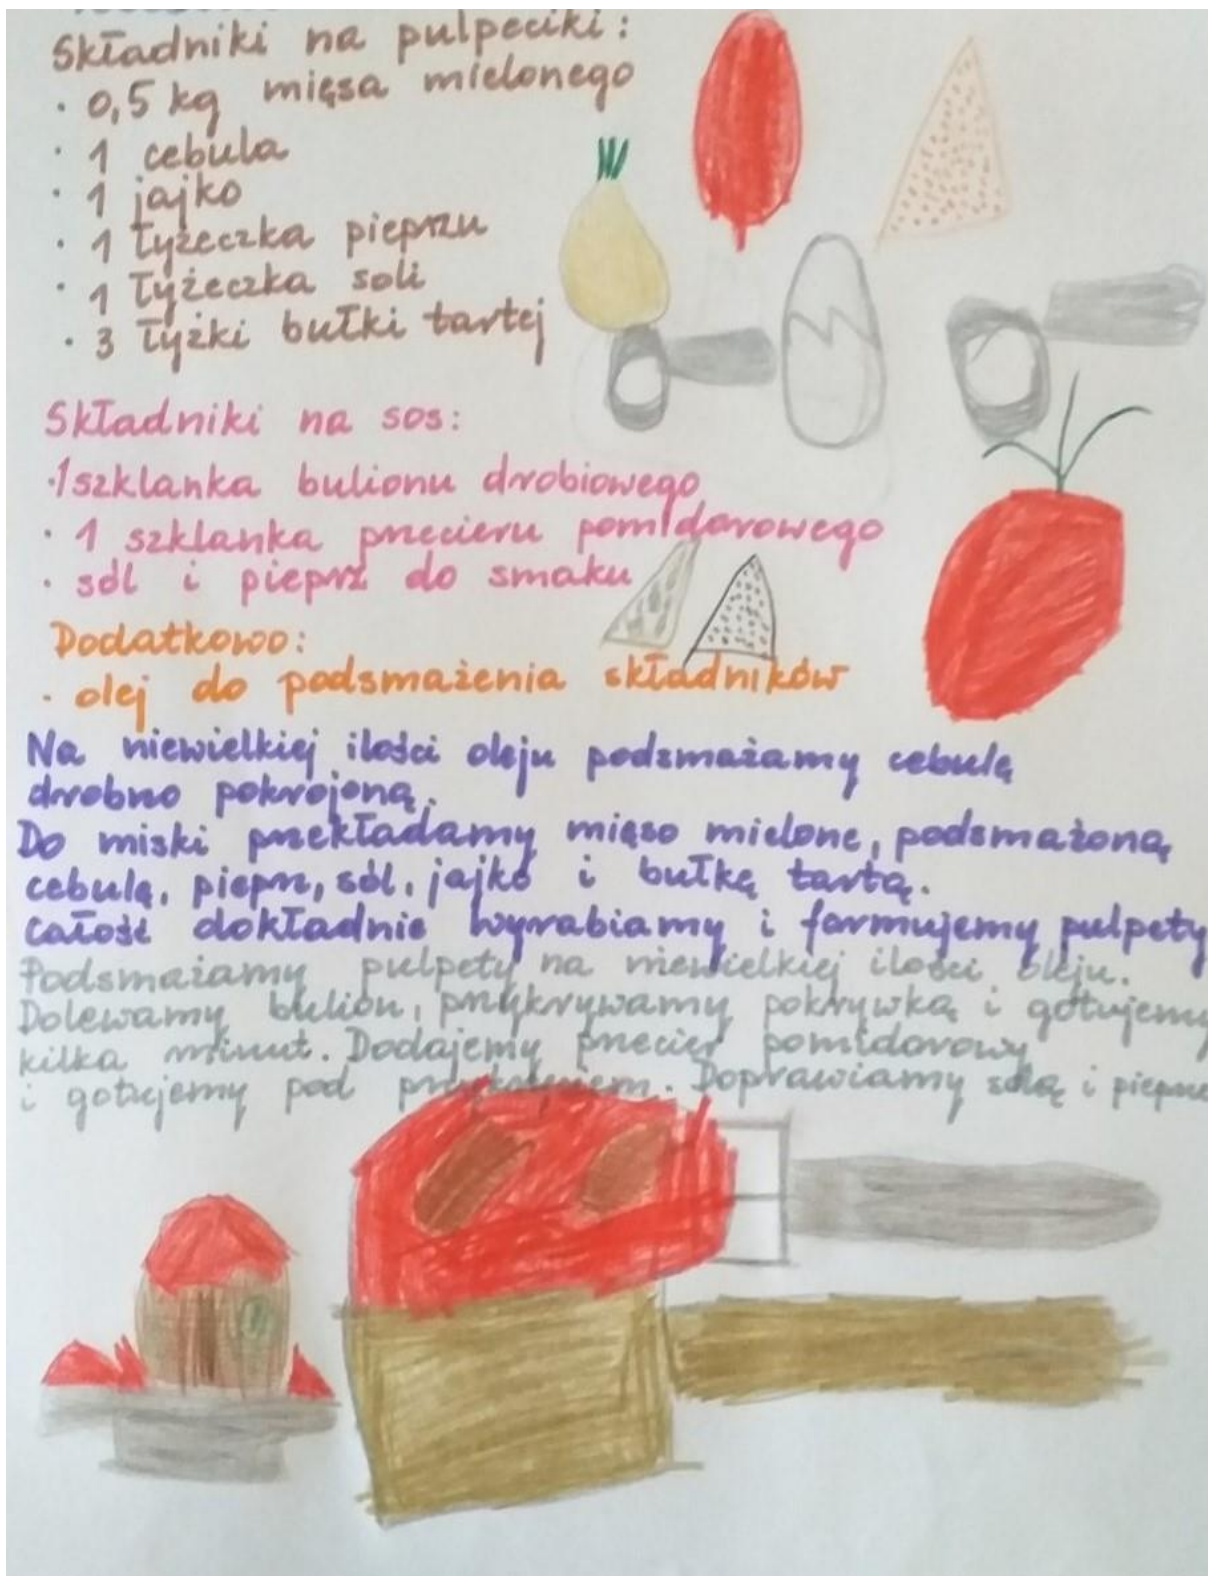 Składniki na pulpeciki:
· 0,5 kg mięsa mielonego
· 1 cebula
· 1 jajko
· 1 łyżeczka pieprzu
· 1 łyżeczka soli
· 3 łyżki bułki tartej
Składniki na sos:
· 1 szklanka bulionu drobiowego
· 1 szklanka przecieru pomidorowego
· sól i pieprz do smaku
Dodatkowo:
· olej do podsmażenia składników
Na niewielkiej ilości oleju podsmażamy cebulę
drobno pokrojoną.
Do miski przekładamy mięso mielone, podsmażoną
cebulę, pieprz, sól, jajko i bułkę tartą.
Całość dokładnie wyrabiamy i formujemy pulpety
Podsmażamy pulpety na niewielkiej ilości oleju.
Dolewamy bulion, przykrywamy pokrywką i gotujemy
kilka minut. Dodajemy przecier pomidorowy
i gotujemy pod przykryciem. Doprawiamy solą i